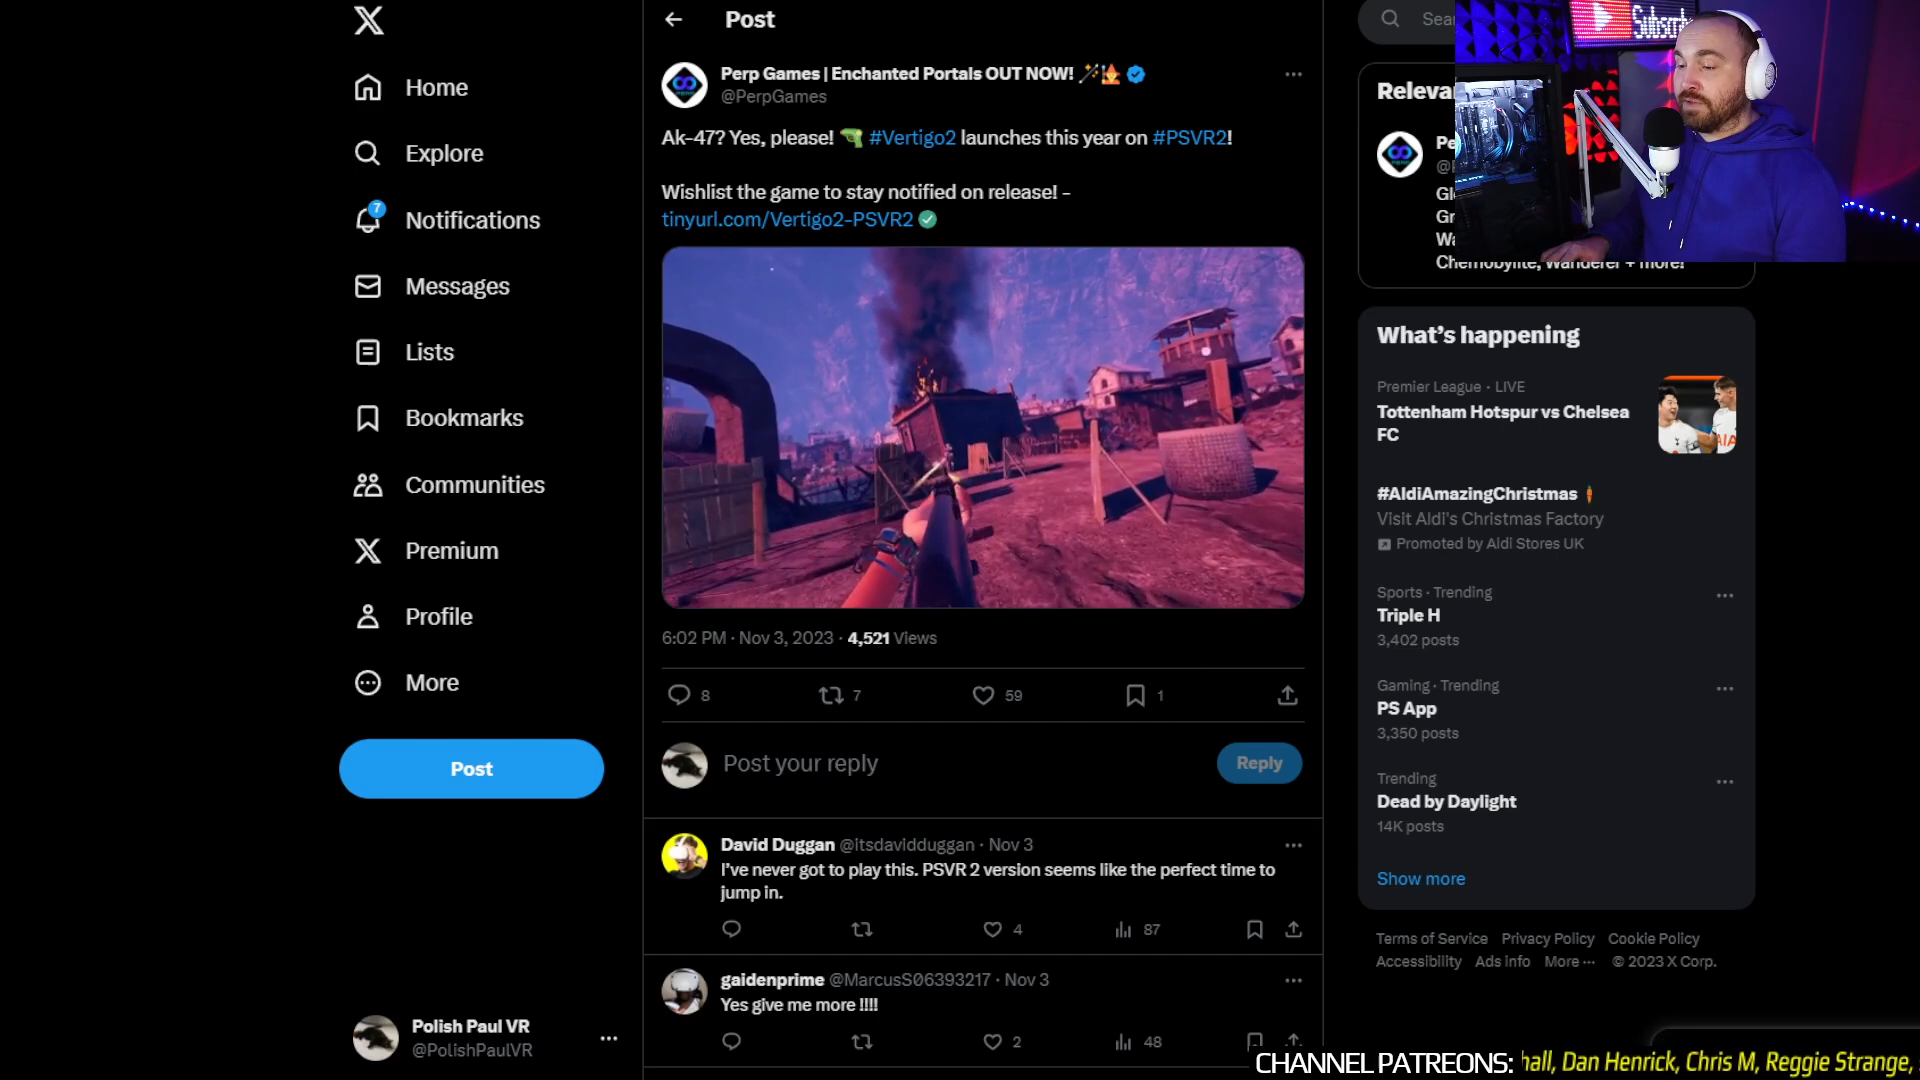 Home
Explore
7
Notifications
Messages
Lists
Bookmarks
Communities
Premium
Profile
More
Post
Polish Paul VR
@PolishPaulVR
Post
Perp Games | Enchanted Portals OUT NOW!
@PerpGames
Ak-47? Yes, please! #Vertigo2 launches this year on #PSVR2!
Wishlist the game to stay notified on release! -
tinyurl.com/Vertigo2-PSVR2
6:02 PM · Nov 3, 2023 · 4,521 Views
8 7 59 1
Post your reply
Reply
David Duggan @itsdavidduggan · Nov 3
I've never got to play this. PSVR 2 version seems like the perfect time to
jump in.
4 87
gaidenprime @MarcusS06393217 · Nov 3
Yes give me more !!!!
2 48
Chernobylite, Wanderer + more!
What's happening
Premier League · LIVE
Tottenham Hotspur vs Chelsea
FC
#AldiAmazingChristmas
Visit Aldi's Christmas Factory
Promoted by Aldi Stores UK
Sports · Trending
Triple H
3,402 posts
Gaming · Trending
PS App
3,350 posts
Trending
Dead by Daylight
14K posts
Show more
Terms of Service Privacy Policy Cookie Policy
Accessibility Ads info More ··· © 2023 X Corp.
CHANNEL PATREONS: hall, Dan Henrick, Chris M, Reggie Strange,